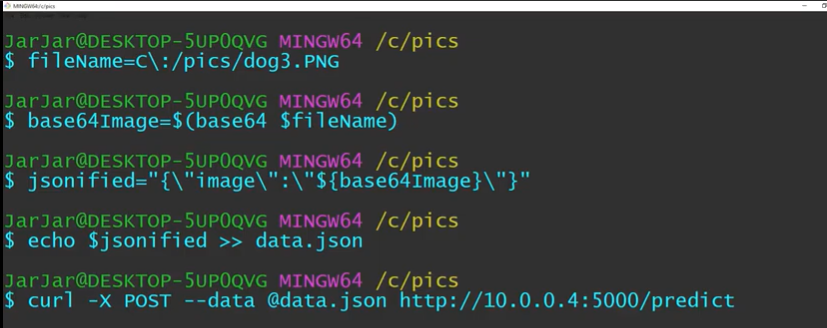 MINGW64/c/pics
JarJar@DESKTOP-5UP0QVG MINGW64 /c/pics
$ fileName=C\:/pics/dog3.PNG
JarJar@DESKTOP-5UP0QVG MINGW64 /c/pics
$ base64Image=$(base64 $fileName)
JarJar@DESKTOP-5UP0QVG MINGW64 /c/pics
$ jsonified="{\"image\":\"${base64Image}\"}"
JarJar@DESKTOP-5UP0QVG MINGW64 /c/pics
$ echo $jsonified >> data.json
JarJar@DESKTOP-5UP0QVG MINGW64 /c/pics
$ curl -X POST --data @data.json http://10.0.0.4:5000/predict